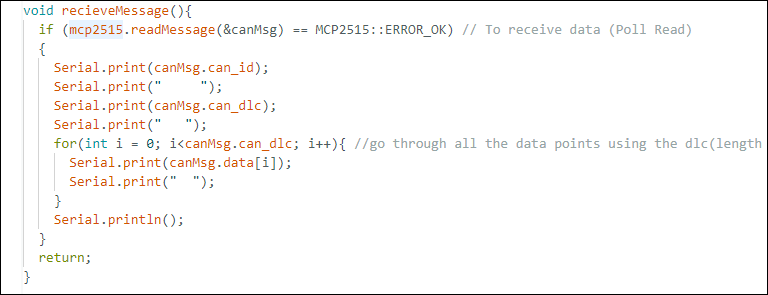 void recieveMessage(){
if (mcp2515.readMessage(&canMsg) == MCP2515::ERROR_OK) // To receive data (Poll Read)
{
Serial.print(canMsg.can_id);
Serial.print("     ");
Serial.print(canMsg.can_dlc);
Serial.print("   ");
for(int i = 0; i<canMsg.can_dlc; i++){ //go through all the data points using the dlc(length
Serial.print(canMsg.data[i]);
Serial.print("  ");
}
Serial.println();
}
return;
}